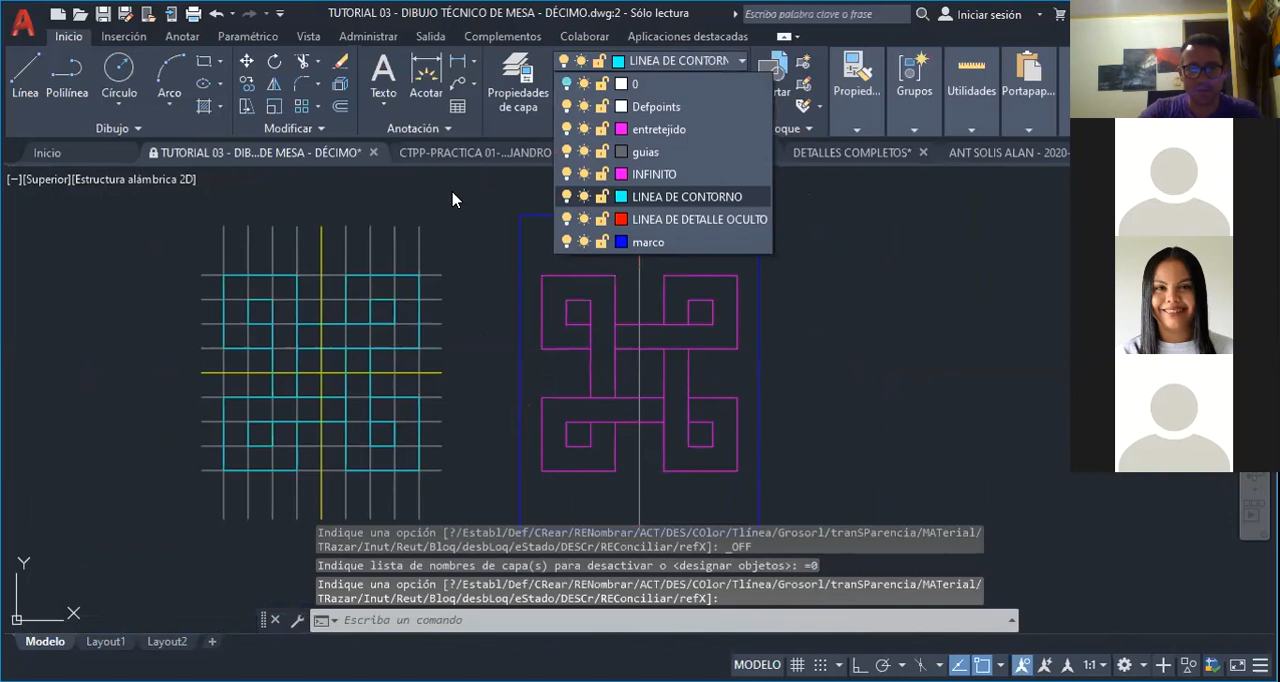 TUTORIAL 03 - DIBUJO TÉCNICO DE MESA - DÉCIMO.dwg:2 - Sólo lectura
Escriba palabra clave o frase
Iniciar sesión
Inicio
Inserción
Anotar
Paramétrico
Vista
Administrar
Salida
Complementos
Colaborar
Aplicaciones destacadas
Línea
Polilínea
Círculo
Arco
Texto
Acotar
Propiedades
de capa
LINEA DE CONTORN
tar
Propied...
Grupos
Utilidades
Portapap...
Dibujo
Modificar
Anotación
oque
0
Defpoints
entretejido
guias
INFINITO
LINEA DE CONTORNO
LINEA DE DETALLE OCULTO
marco
Inicio
TUTORIAL 03 - DIB...DE MESA - DÉCIMO*
CTPP-PRACTICA 01-...JANDRO
DETALLES COMPLETOS*
ANT SOLIS ALAN - 2020-
[−][Superior][Estructura alámbrica 2D]
Indique una opción [?/Establ/Def/CRear/RENombrar/ACT/DES/COlor/Tlínea/Grosorl/tranSParencia/MATerial/
TRazar/Inut/Reut/Bloq/desbLoq/eStado/DESCr/REConciliar/refX]: _OFF
Indique lista de nombres de capa(s) para desactivar o <designar objetos>: =0
Indique una opción [?/Establ/Def/CRear/RENombrar/ACT/DES/COlor/Tlínea/Grosorl/tranSParencia/MATerial/
TRazar/Inut/Reut/Bloq/desbLoq/eStado/DESCr/REConciliar/refX]:
Escriba un comando
Y
X
Modelo
Layout1
Layout2
MODELO
1:1